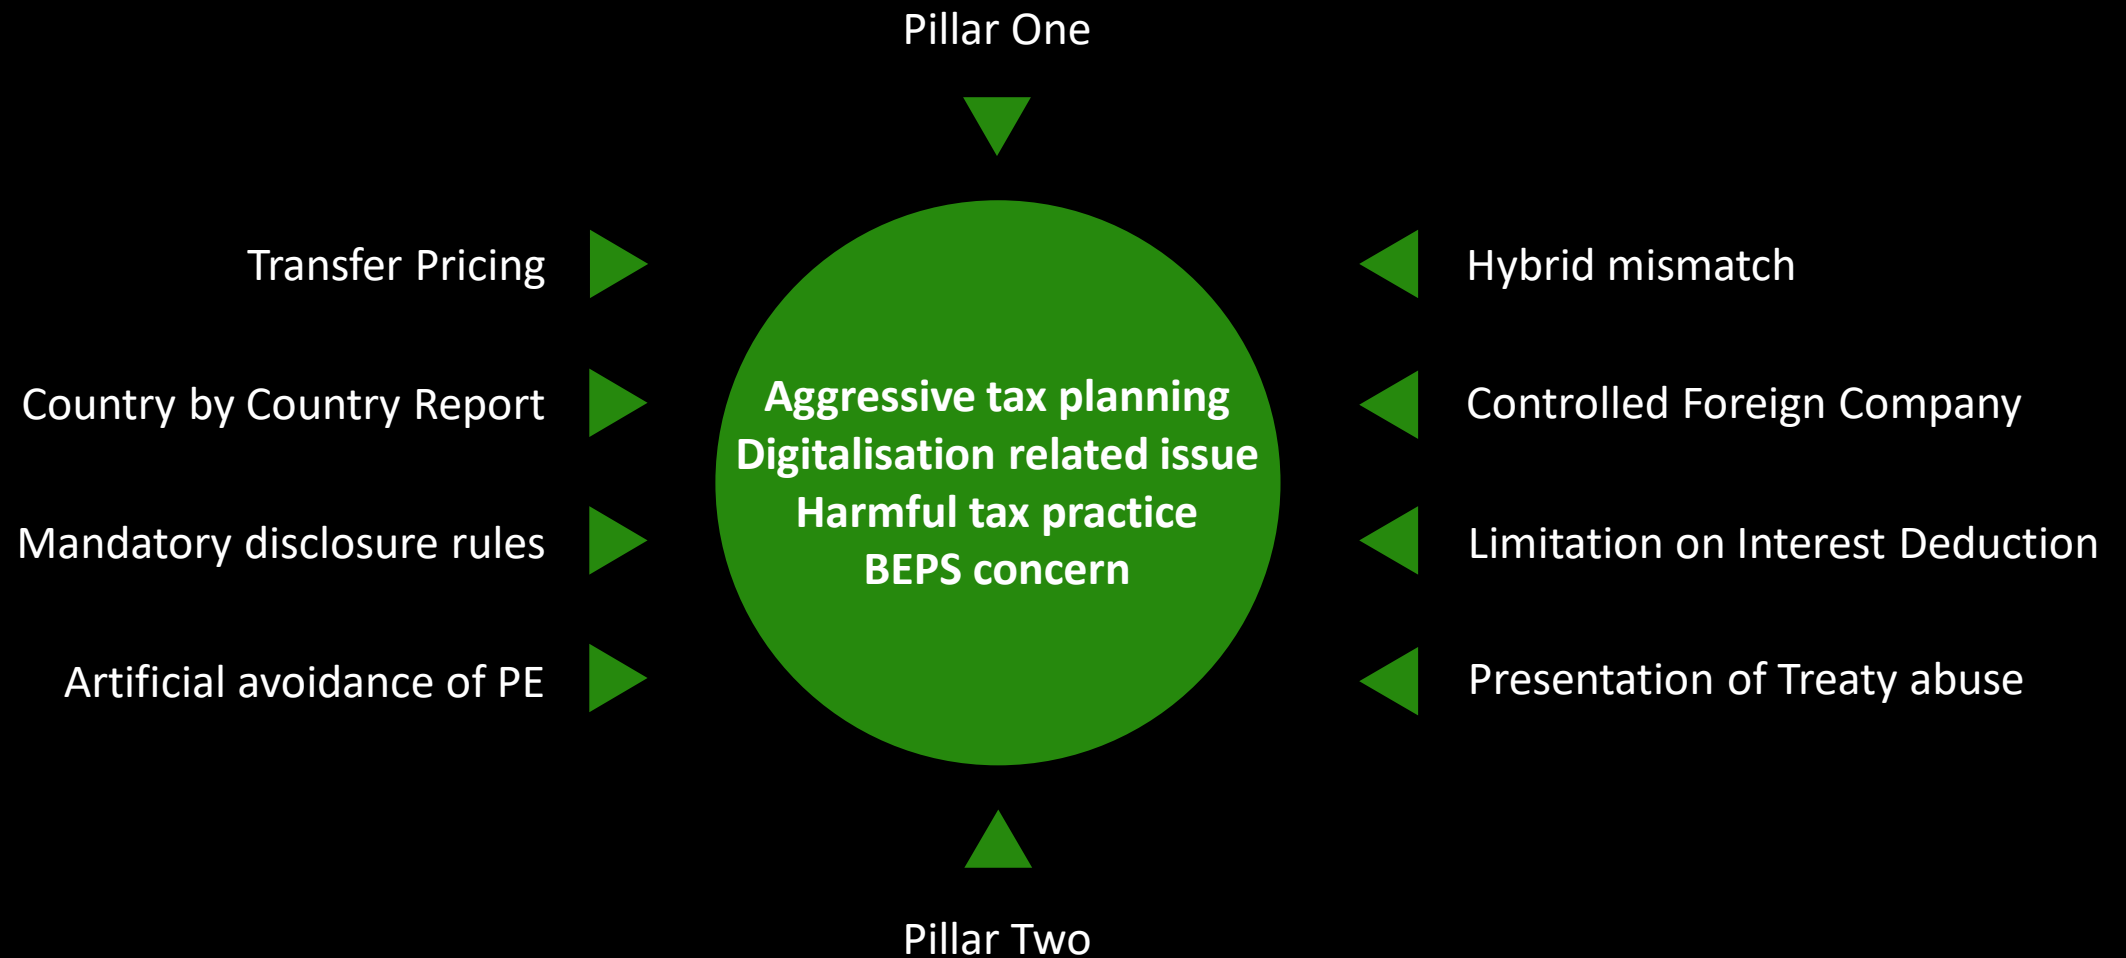 Pillar One
Transfer Pricing
Country by Country Report
Mandatory disclosure rules
Artificial avoidance of PE
Aggressive tax planning
Digitalisation related issue
Harmful tax practice
BEPS concern
Hybrid mismatch
Controlled Foreign Company
Limitation on Interest Deduction
Presentation of Treaty abuse
Pillar Two